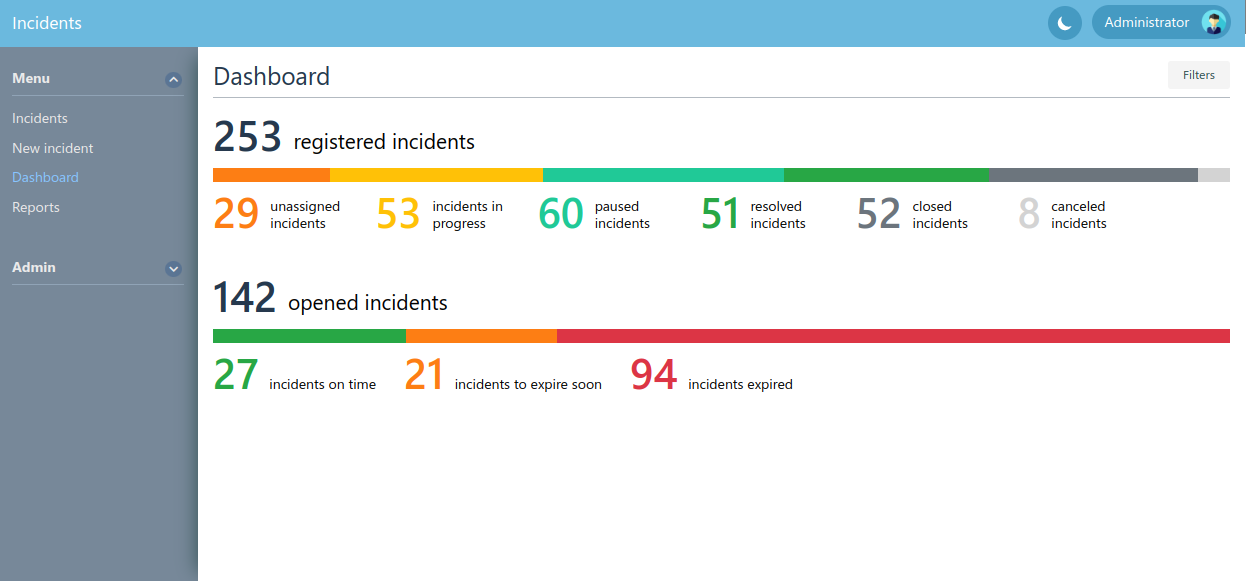 Incidents
Administrator
Menu
Incidents
New incident
Dashboard
Reports
Admin
Dashboard
Filters
253 registered incidents
29 unassigned
incidents
53 incidents in
progress
60 paused
incidents
51 resolved
incidents
52 closed
incidents
8 canceled
incidents
142 opened incidents
27 incidents on time
21 incidents to expire soon
94 incidents expired